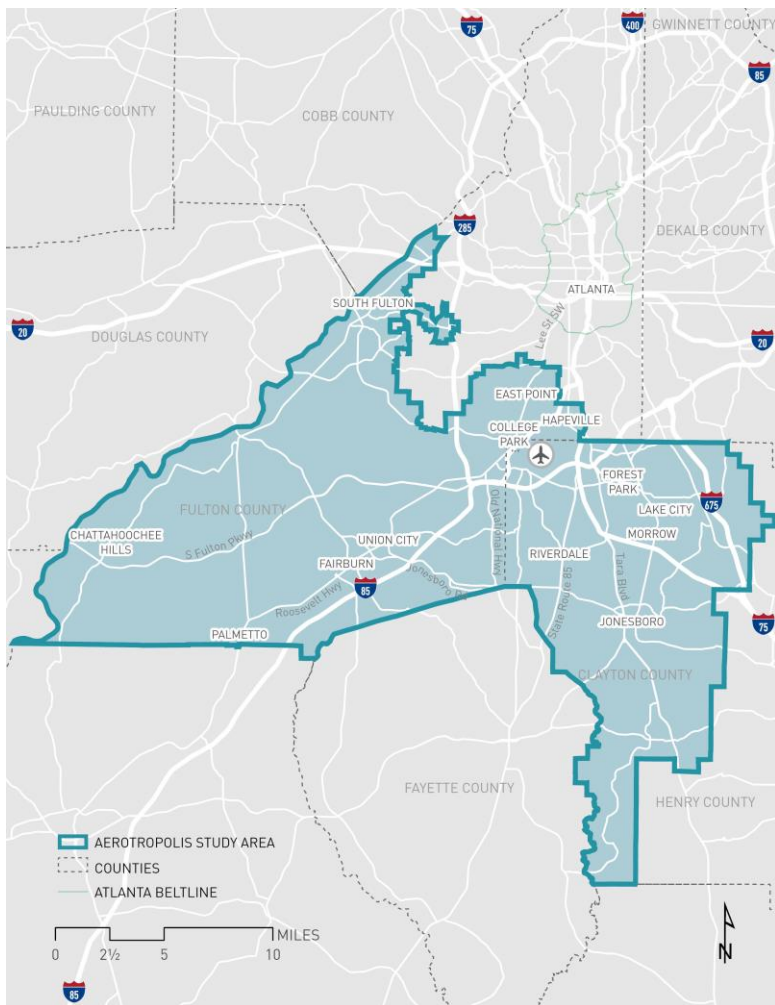 75
400
GWINNETT COUNTY
85
PAULDING COUNTY
COBB COUNTY
285
DEKALB COUNTY
ATLANTA
SOUTH FULTON
20
DOUGLAS COUNTY
Lee St SW
20
EAST POINT
HAPEVILLE
COLLEGE
PARK
FOREST
PARK
675
LAKE CITY
FULTON COUNTY
Old National Hwy
CHATTAHOOCHEE
HILLS
S Fulton Pkwy
UNION CITY
MORROW
RIVERDALE
FAIRBURN
Tara Blvd
85
Jonesboro Rd
Roosevelt Hwy
State Route 85
JONESBORO
75
PALMETTO
CLAYTON COUNTY
FAYETTE COUNTY
HENRY COUNTY
AEROTROPOLIS STUDY AREA
COUNTIES
ATLANTA BELTLINE
MILES
0 2½ 5 10
N
85